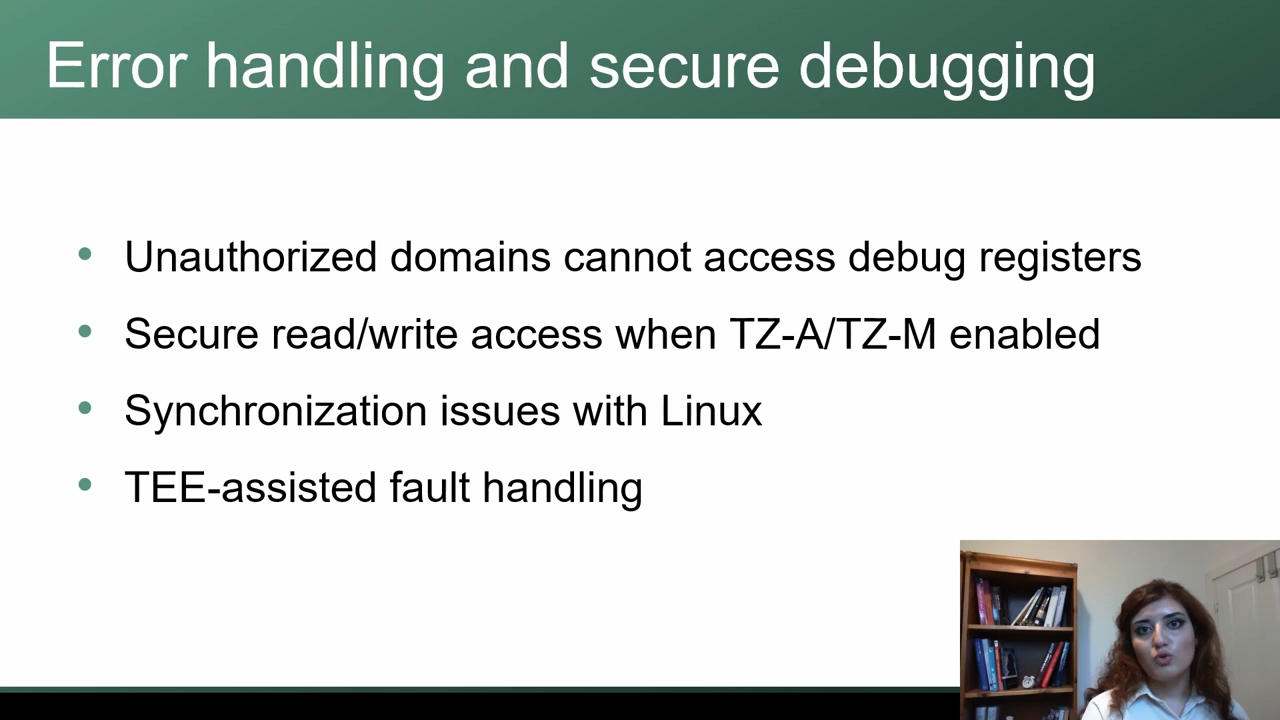 Error handling and secure debugging
Unauthorized domains cannot access debug registers
Secure read/write access when TZ-A/TZ-M enabled
Synchronization issues with Linux
TEE-assisted fault handling